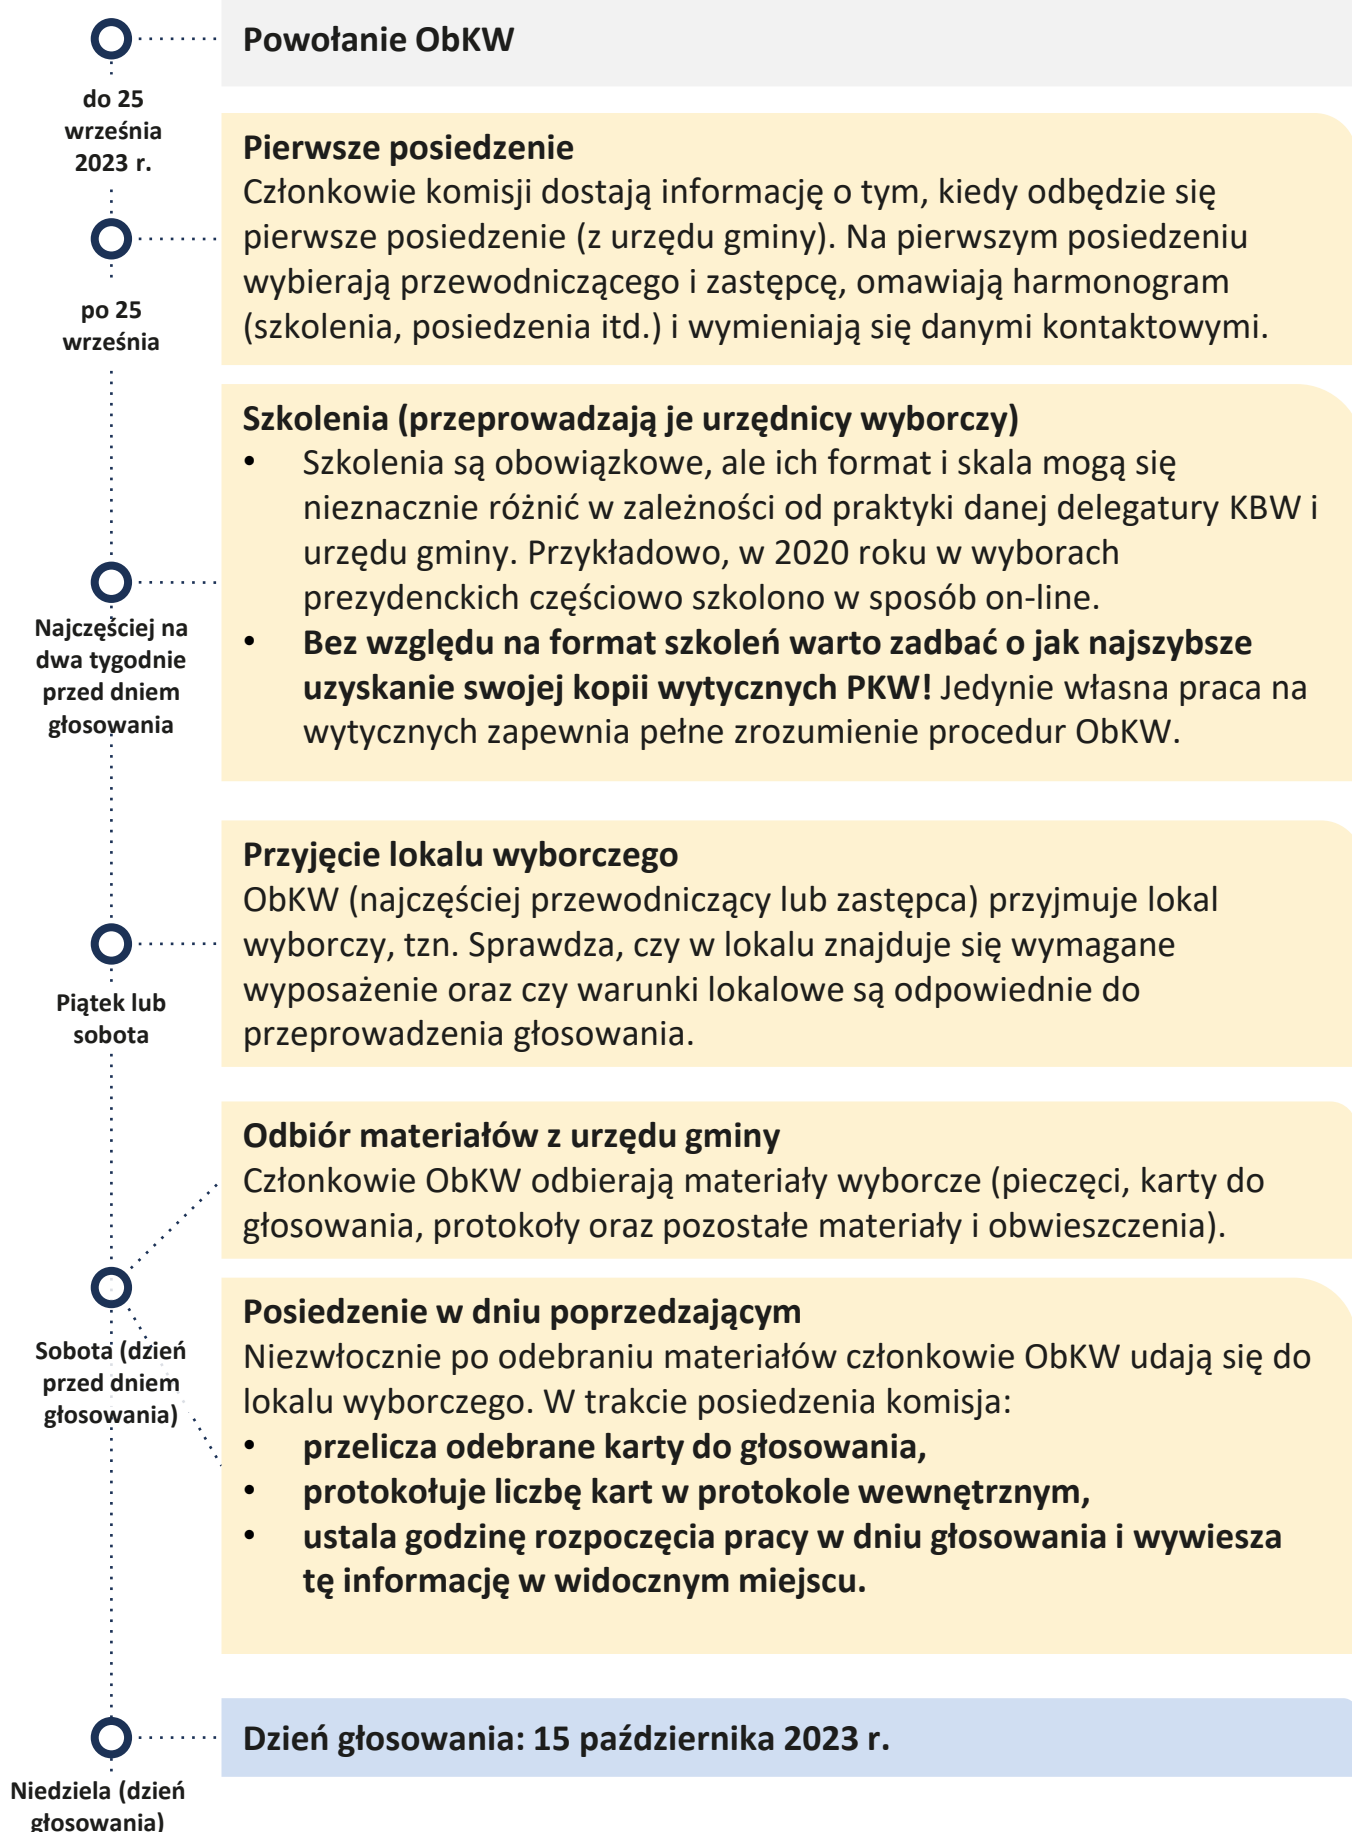 Powołanie ObKW
do 25
września
2023 r.
Pierwsze posiedzenie
Członkowie komisji dostają informację o tym, kiedy odbędzie się
pierwsze posiedzenie (z urzędu gminy). Na pierwszym posiedzeniu
wybierają przewodniczącego i zastępcę, omawiają harmonogram
(szkolenia, posiedzenia itd.) i wymieniają się danymi kontaktowymi.
po 25
września
Szkolenia (przeprowadzają je urzędnicy wyborczy)
• Szkolenia są obowiązkowe, ale ich format i skala mogą się
nieznacznie różnić w zależności od praktyki danej delegatury KBW i
urzędu gminy. Przykładowo, w 2020 roku w wyborach
prezydenckich częściowo szkolono w sposób on-line.
• Bez względu na format szkoleń warto zadbać o jak najszybsze
uzyskanie swojej kopii wytycznych PKW! Jedynie własna praca na
wytycznych zapewnia pełne zrozumienie procedur ObKW.
Najczęściej na
dwa tygodnie
przed dniem
głosowania
Przyjęcie lokalu wyborczego
ObKW (najczęściej przewodniczący lub zastępca) przyjmuje lokal
wyborczy, tzn. Sprawdza, czy w lokalu znajduje się wymagane
wyposażenie oraz czy warunki lokalowe są odpowiednie do
przeprowadzenia głosowania.
Piątek lub
sobota
Odbiór materiałów z urzędu gminy
Członkowie ObKW odbierają materiały wyborcze (pieczęci, karty do
głosowania, protokoły oraz pozostałe materiały i obwieszczenia).
Posiedzenie w dniu poprzedzającym
Niezwłocznie po odebraniu materiałów członkowie ObKW udają się do
lokalu wyborczego. W trakcie posiedzenia komisja:
• przelicza odebrane karty do głosowania,
• protokołuje liczbę kart w protokole wewnętrznym,
• ustala godzinę rozpoczęcia pracy w dniu głosowania i wywiesza
tę informację w widocznym miejscu.
Sobota (dzień
przed dniem
głosowania)
Dzień głosowania: 15 października 2023 r.
Niedziela (dzień
głosowania)